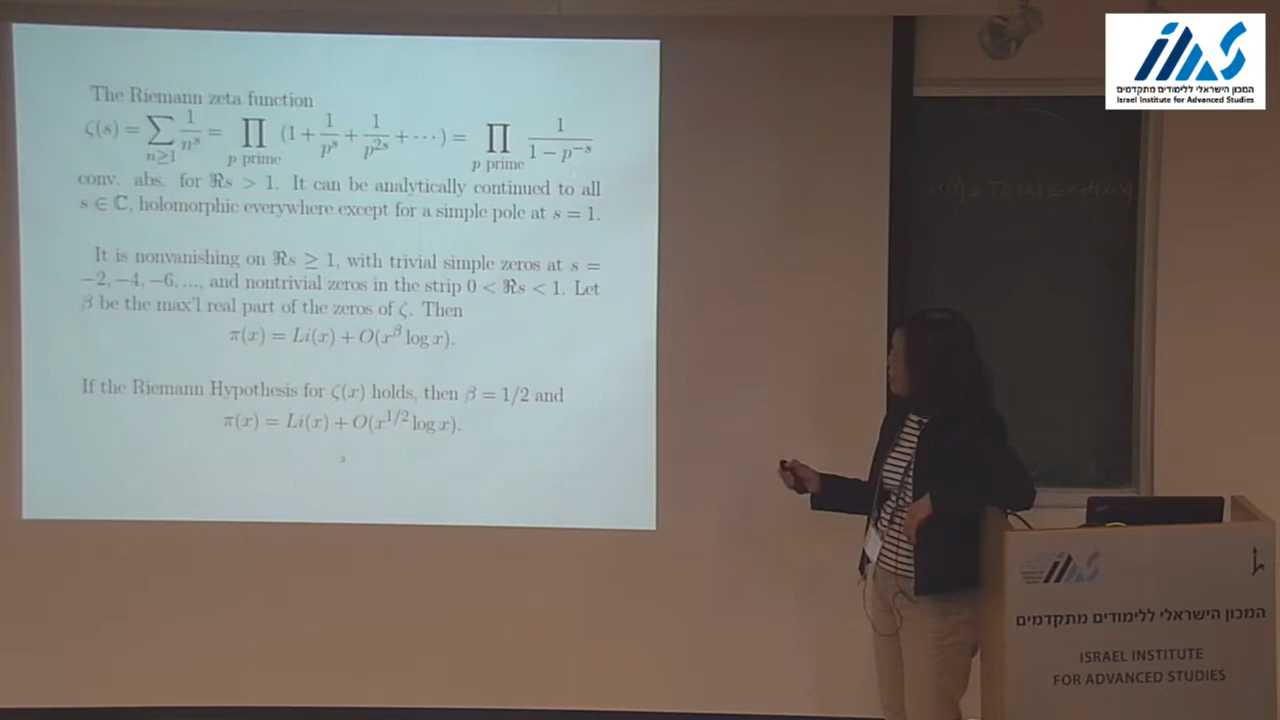 The Riemann zeta function
ζ(s) = ∑_{n≥1} 1/n^s = ∏_{p prime} (1 + 1/p^s + 1/p^{2s} + ···) = ∏_{p prime} 1/(1 − p^{−s})
conv. abs. for ℜs > 1. It can be analytically continued to all
s ∈ ℂ, holomorphic everywhere except for a simple pole at s = 1.
It is nonvanishing on ℜs ≥ 1, with trivial simple zeros at s =
−2, −4, −6, ..., and nontrivial zeros in the strip 0 < ℜs < 1. Let
β be the max'l real part of the zeros of ζ. Then
π(x) = Li(x) + O(x^β log x).
If the Riemann Hypothesis for ζ(x) holds, then β = 1/2 and
π(x) = Li(x) + O(x^{1/2} log x).
iias
המכון הישראלי ללימודים מתקדמים
Israel Institute for Advanced Studies
iias
המכון הישראלי ללימודים מתקדמים
ISRAEL INSTITUTE
FOR ADVANCED STUDIES